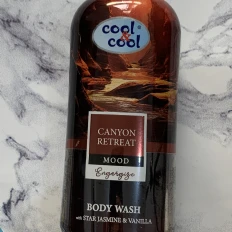 cool
&
cool
CANYON
RETREAT
MOOD
Energize
BODY WASH
with STAR JASMINE & VANILLA